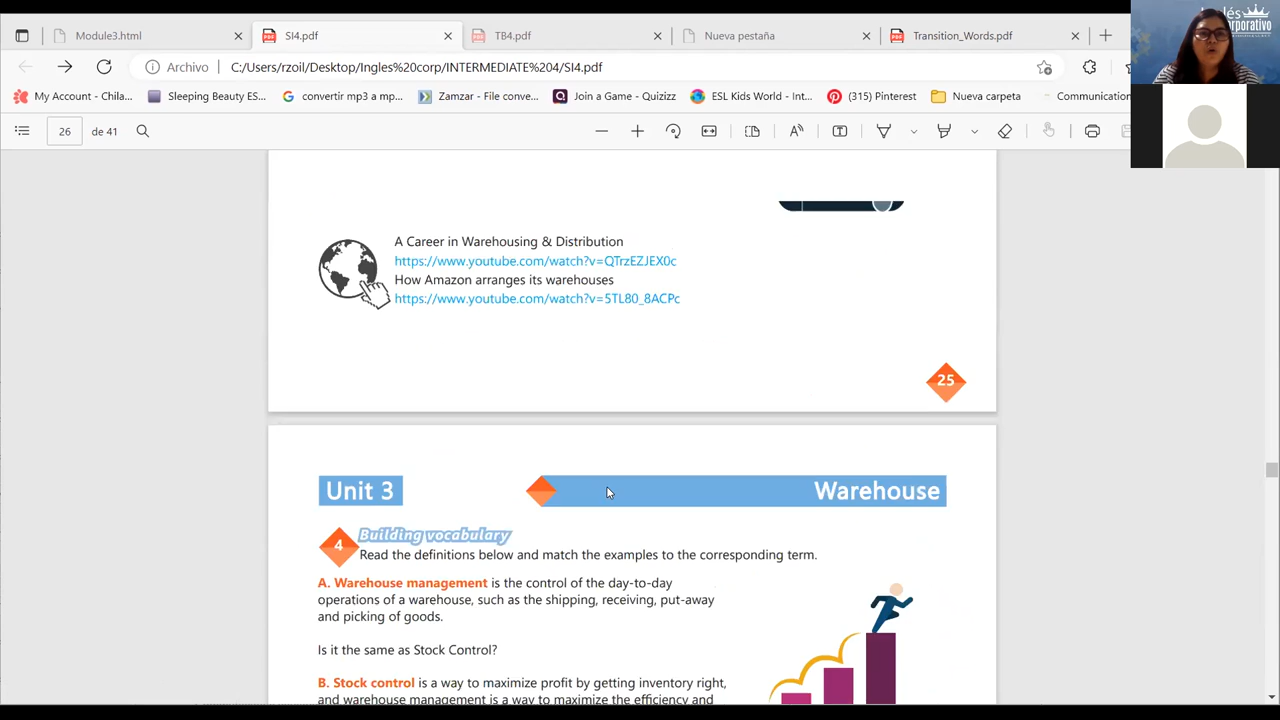 Module3.html
SI4.pdf
TB4.pdf
Nueva pestaña
Transition_Words.pdf
Archivo
C:/Users/rzoil/Desktop/Ingles%20corp/INTERMEDIATE%204/SI4.pdf
My Account - Chila...
Sleeping Beauty ES...
convertir mp3 a mp...
Zamzar - File conve...
Join a Game - Quizizz
ESL Kids World - Int...
(315) Pinterest
Nueva carpeta
Communication
26
de 41
A Career in Warehousing & Distribution
https://www.youtube.com/watch?v=QTrzEZJEX0c
How Amazon arranges its warehouses
https://www.youtube.com/watch?v=5TL80_8ACPc
25
Unit 3
Warehouse
4
Building vocabulary
Read the definitions below and match the examples to the corresponding term.
A. Warehouse management is the control of the day-to-day
operations of a warehouse, such as the shipping, receiving, put-away
and picking of goods.
Is it the same as Stock Control?
B. Stock control is a way to maximize profit by getting inventory right,
and warehouse management is a way to maximize the efficiency and